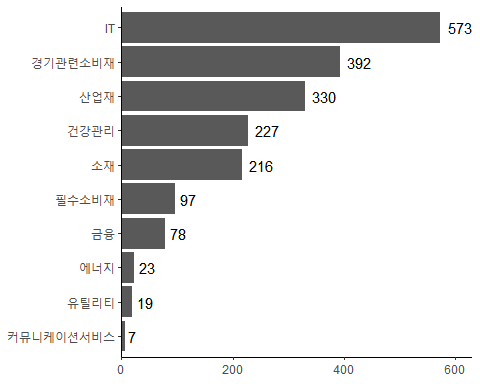 IT 573
경기관련소비재 392
산업재 330
건강관리 227
소재 216
필수소비재 97
금융 78
에너지 23
유틸리티 19
커뮤니케이션서비스 7
0 200 400 600